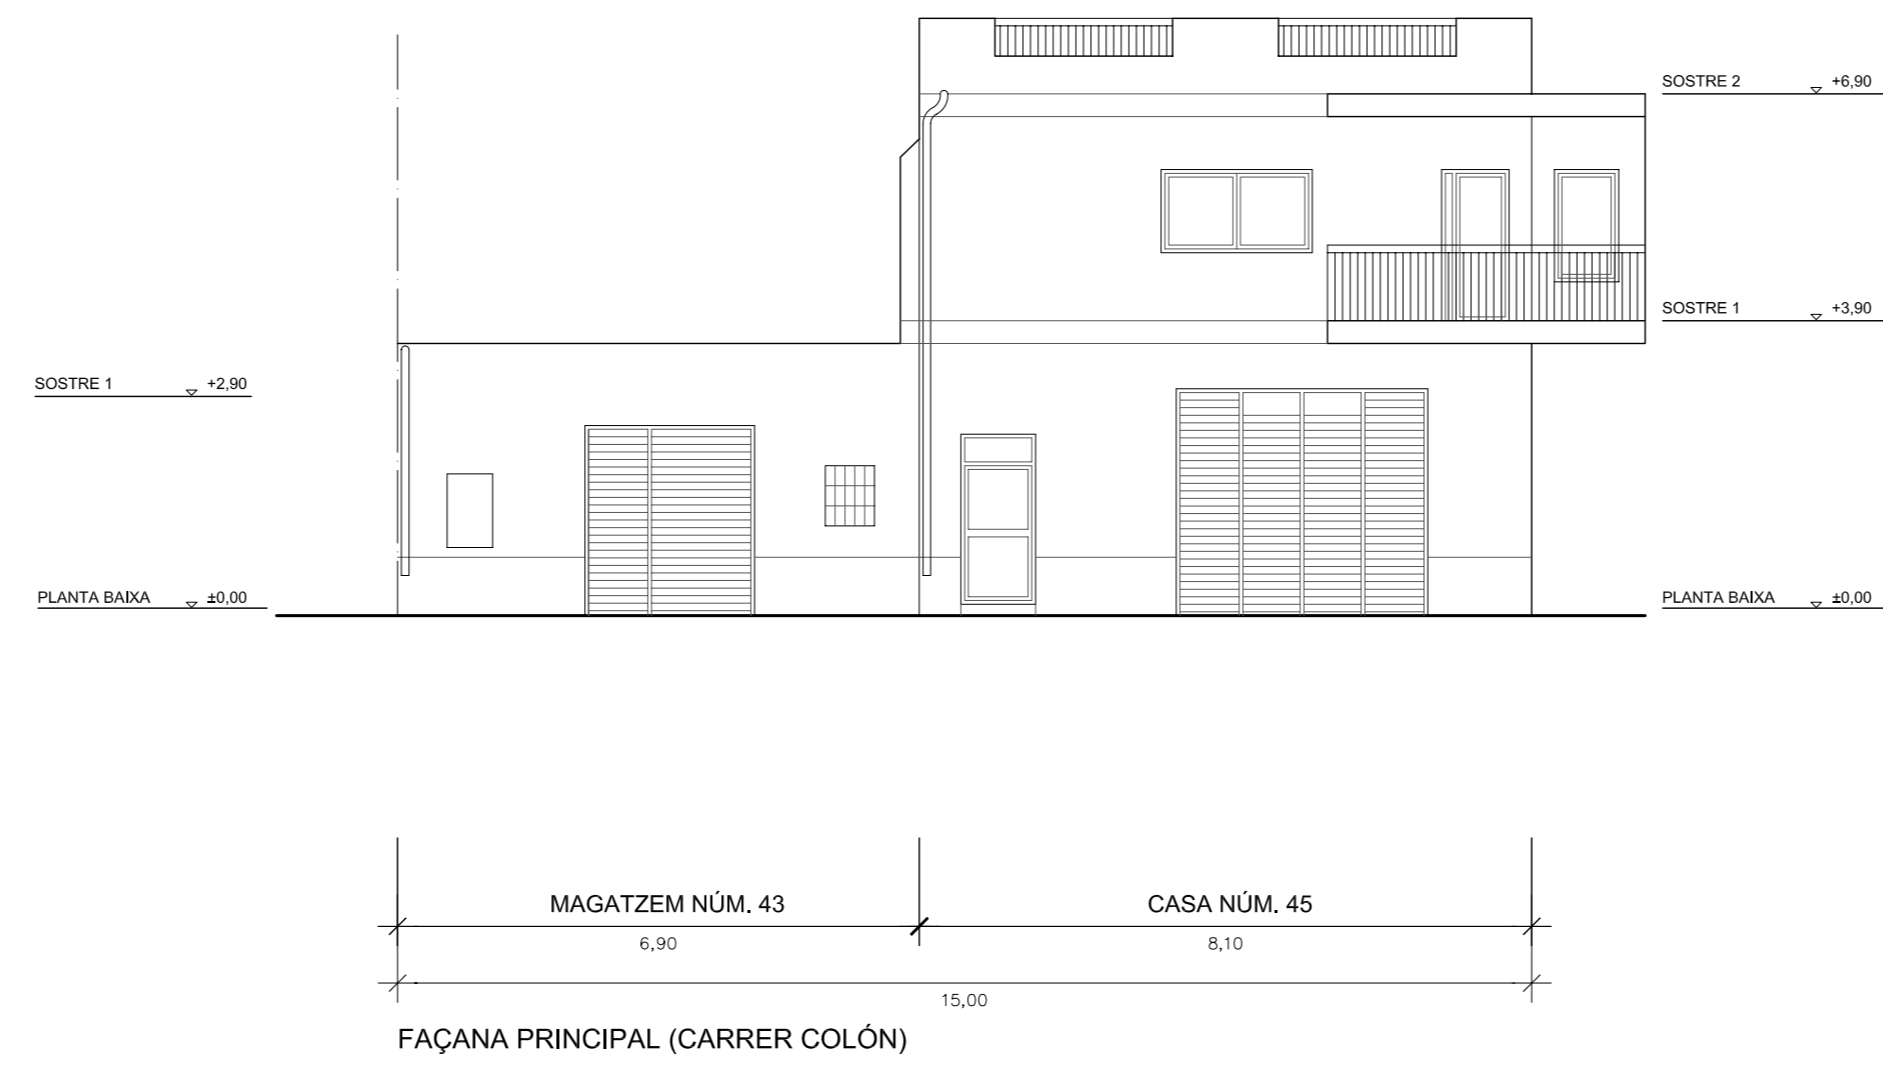 SOSTRE 2 +6,90
SOSTRE 1 +3,90
SOSTRE 1 +2,90
PLANTA BAIXA ±0,00
PLANTA BAIXA ±0,00
MAGATZEM NÚM. 43
CASA NÚM. 45
6,90
8,10
15,00
FAÇANA PRINCIPAL (CARRER COLÓN)